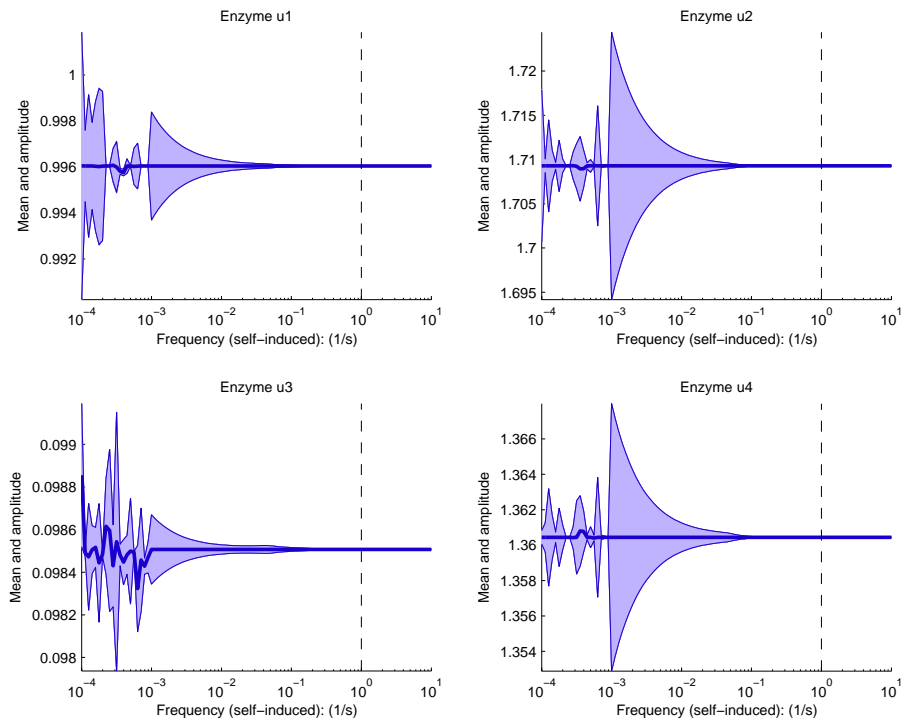 Enzyme u1
Mean and amplitude
1
0.998
0.996
0.994
0.992
10^−4 10^−3 10^−2 10^−1 10^0 10^1
Frequency (self−induced): (1/s)
Enzyme u2
Mean and amplitude
1.72
1.715
1.71
1.705
1.7
1.695
10^−4 10^−3 10^−2 10^−1 10^0 10^1
Frequency (self−induced): (1/s)
Enzyme u3
Mean and amplitude
0.099
0.0988
0.0986
0.0984
0.0982
0.098
10^−4 10^−3 10^−2 10^−1 10^0 10^1
Frequency (self−induced): (1/s)
Enzyme u4
Mean and amplitude
1.366
1.364
1.362
1.36
1.358
1.356
1.354
10^−4 10^−3 10^−2 10^−1 10^0 10^1
Frequency (self−induced): (1/s)